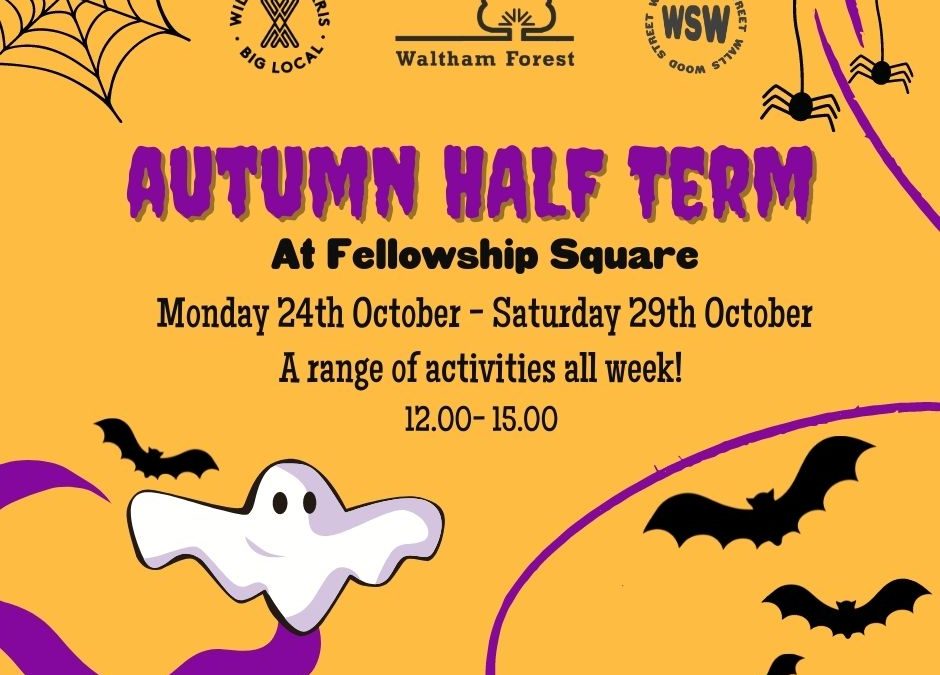 BIG LOCAL
Waltham Forest
WSW
WOOD STREET WALLS
AUTUMN HALF TERM
At Fellowship Square
Monday 24th October - Saturday 29th October
A range of activities all week!
12.00- 15.00